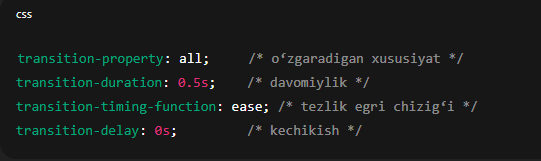 css
transition-property: all;     /* o‘zgaradigan xususiyat */
transition-duration: 0.5s;    /* davomiylik */
transition-timing-function: ease; /* tezlik egri chizig‘i */
transition-delay: 0s;         /* kechikish */